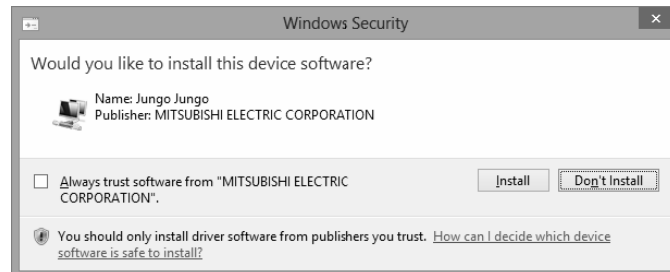 Windows Security
Would you like to install this device software?
Name: Jungo Jungo
Publisher: MITSUBISHI ELECTRIC CORPORATION
Always trust software from "MITSUBISHI ELECTRIC
CORPORATION".
Install
Don't Install
You should only install driver software from publishers you trust. How can I decide which device
software is safe to install?